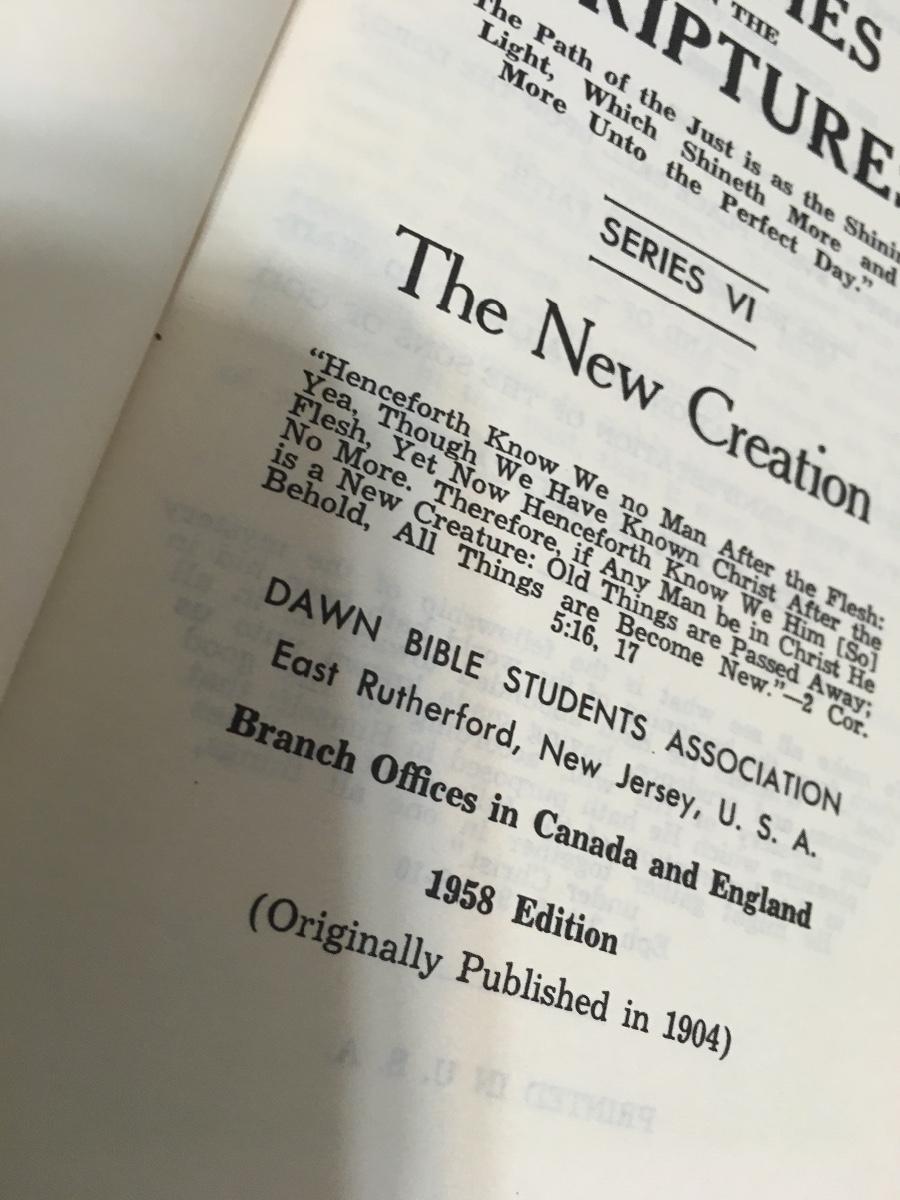 IES
IN THE
RIPTURES
The Path of the Just is as the Shinin
Light, Which Shineth More and
More Unto the Perfect Day."
SERIES VI
The New Creation
"Henceforth Know We no Man After the Flesh:
Yea, Though We Have Known Christ After the
Flesh, Yet Now Henceforth Know We Him [So]
No More. Therefore, if Any Man be in Christ He
is a New Creature: Old Things are Passed Away;
Behold, All Things are Become New."—2 Cor.
5:16, 17
DAWN BIBLE STUDENTS ASSOCIATION
East Rutherford, New Jersey, U. S. A.
Branch Offices in Canada and England
1958 Edition
(Originally Published in 1904)
PRINTED IN U. S. A.